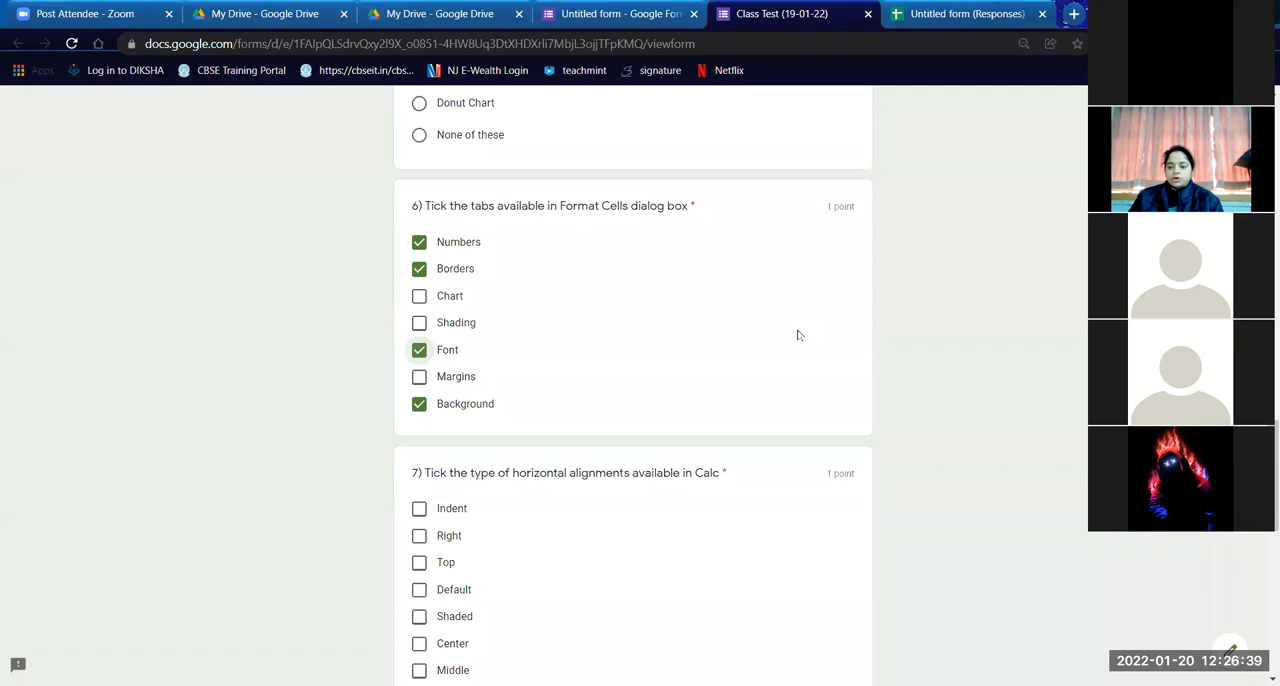 Post Attendee - Zoom
My Drive - Google Drive
My Drive - Google Drive
Untitled form - Google For
Class Test (19-01-22)
Untitled form (Responses)
docs.google.com/forms/d/e/1FAIpQLSdrvQxy2l9X_o0851-4HW8Uq3DtXHDXrli7MbjL3ojjTFpKMQ/viewform
Apps
Log in to DIKSHA
CBSE Training Portal
https://cbseit.in/cbs...
NJ E-Wealth Login
teachmint
signature
Netflix
Donut Chart
None of these
6) Tick the tabs available in Format Cells dialog box *
1 point
Numbers
Borders
Chart
Shading
Font
Margins
Background
7) Tick the type of horizontal alignments available in Calc *
1 point
Indent
Right
Top
Default
Shaded
Center
Middle
2022-01-20 12:26:39